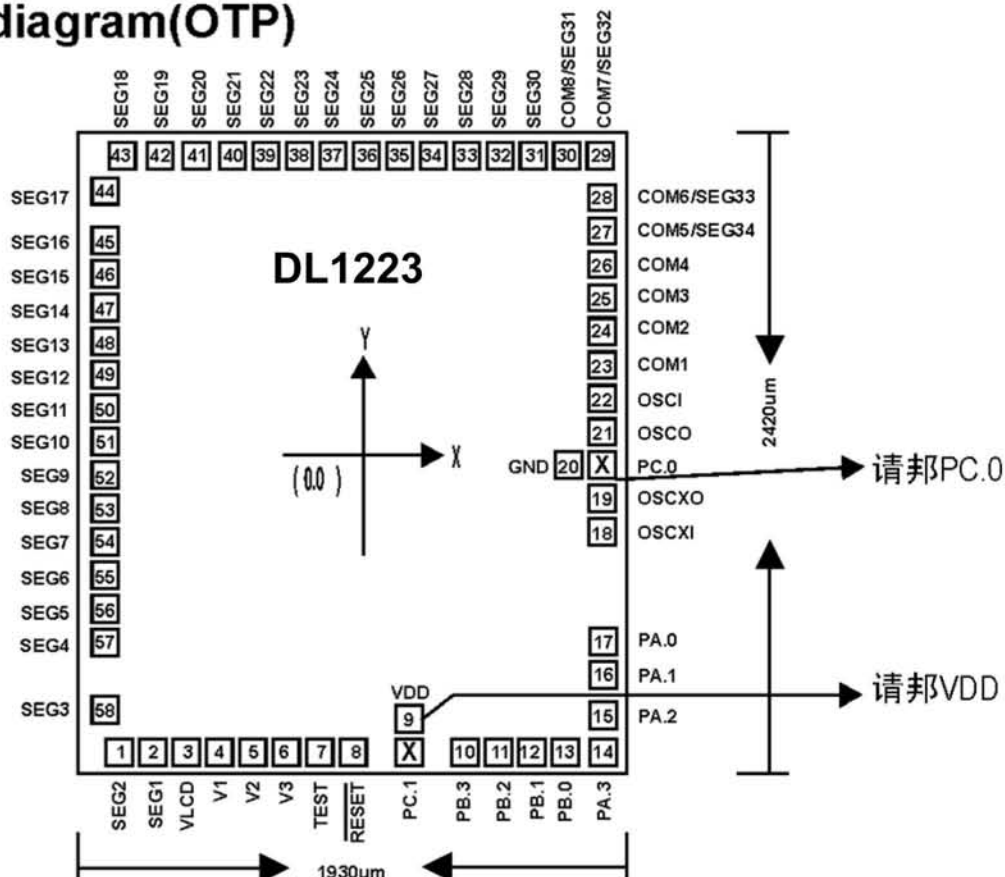 diagram(OTP)
SEG18 SEG19 SEG20 SEG21 SEG22 SEG23 SEG24 SEG25 SEG26 SEG27 SEG28 SEG29 SEG30 COM8/SEG31 COM7/SEG32
43 42 41 40 39 38 37 36 35 34 33 32 31 30 29
SEG17 44
28 COM6/SEG33
SEG16 45
27 COM5/SEG34
SEG15 46
DL1223
26 COM4
SEG14 47
25 COM3
SEG13 48
Y
24 COM2
SEG12 49
23 COM1
SEG11 50
22 OSCI
2420um
SEG10 51
21 OSCO
X
(0.0)
GND 20 X PC.0
请邦PC.0
SEG9 52
19 OSCXO
SEG8 53
18 OSCXI
SEG7 54
SEG6 55
SEG5 56
SEG4 57
17 PA.0
16 PA.1
VDD
请邦VDD
SEG3 58
9
15 PA.2
1 2 3 4 5 6 7 8 X 10 11 12 13 14
SEG2 SEG1 VLCD V1 V2 V3 TEST RESET PC.1 PB.3 PB.2 PB.1 PB.0 PA.3
1930um